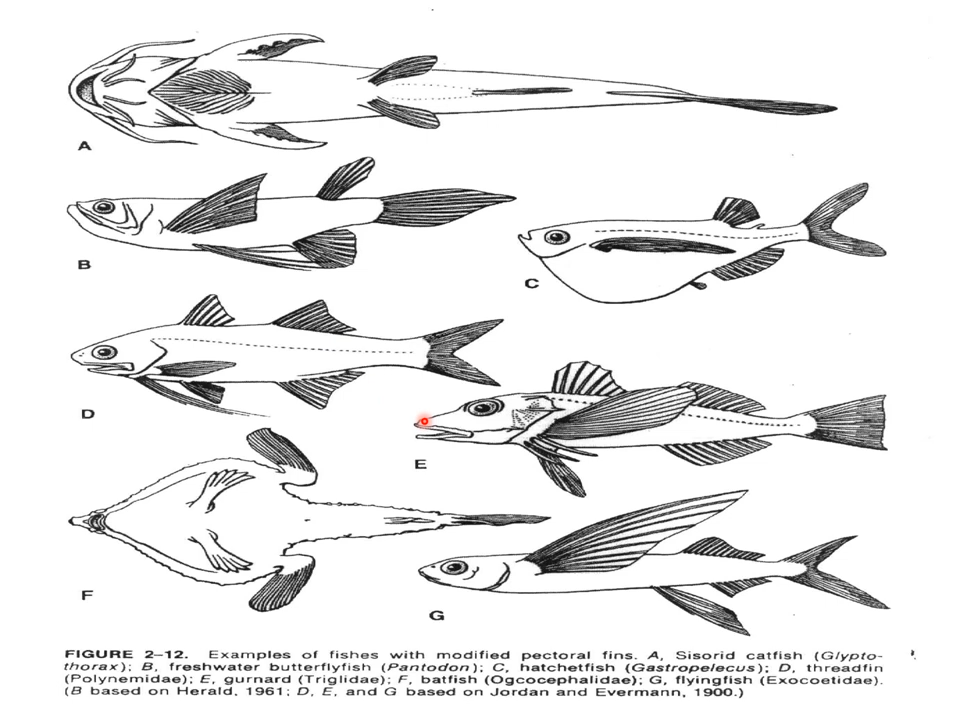 A
B
C
D
E
F
G
FIGURE 2–12. Examples of fishes with modified pectoral fins. A, Sisorid catfish (Glypto-
thorax); B, freshwater butterflyfish (Pantodon); C, hatchetfish (Gastropelecus); D, threadfin
(Polynemidae); E, gurnard (Triglidae); F, batfish (Ogcocephalidae); G, flyingfish (Exocoetidae).
(B based on Herald, 1961; D, E, and G based on Jordan and Evermann, 1900.)